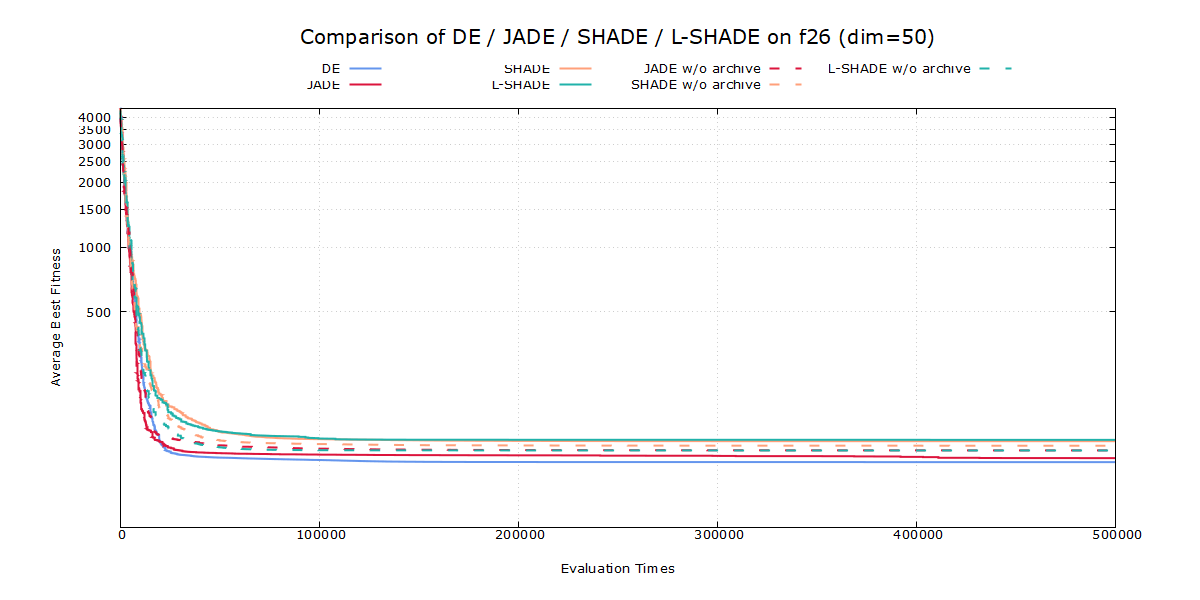 Comparison of DE / JADE / SHADE / L-SHADE on f26 (dim=50)
DE SHADE JADE w/o archive L-SHADE w/o archive
JADE L-SHADE SHADE w/o archive
4000
3500
3000
2500
2000
1500
1000
500
Average Best Fitness
0 100000 200000 300000 400000 500000
Evaluation Times